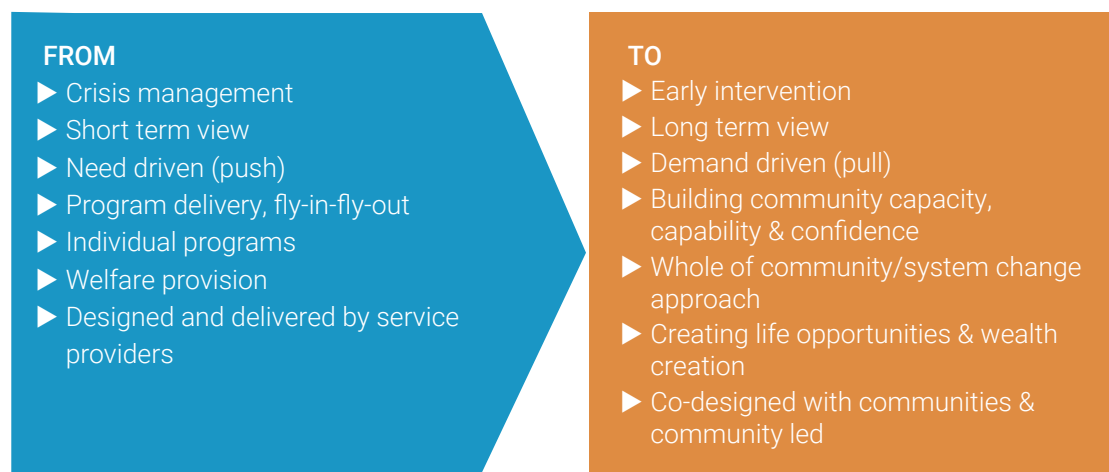 FROM
▶ Crisis management
▶ Short term view
▶ Need driven (push)
▶ Program delivery, fly-in-fly-out
▶ Individual programs
▶ Welfare provision
▶ Designed and delivered by service
providers
TO
▶ Early intervention
▶ Long term view
▶ Demand driven (pull)
▶ Building community capacity,
capability & confidence
▶ Whole of community/system change
approach
▶ Creating life opportunities & wealth
creation
▶ Co-designed with communities &
community led